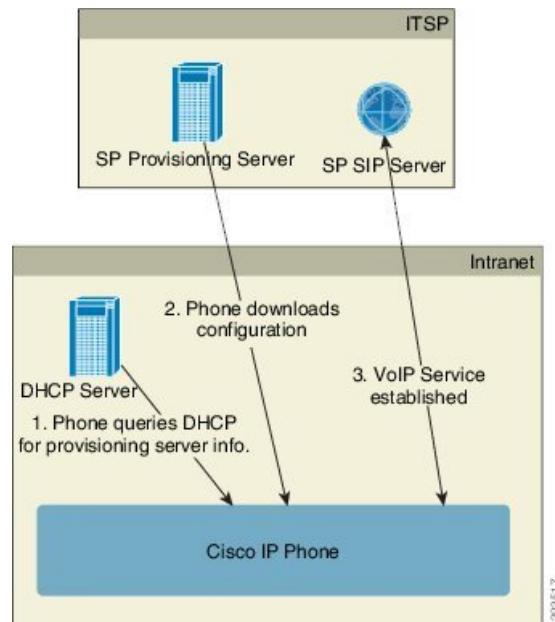 ITSP
SP Provisioning Server
SP SIP Server
Intranet
2. Phone downloads
configuration
DHCP Server
3. VoIP Service
established
1. Phone queries DHCP
for provisioning server info.
Cisco IP Phone